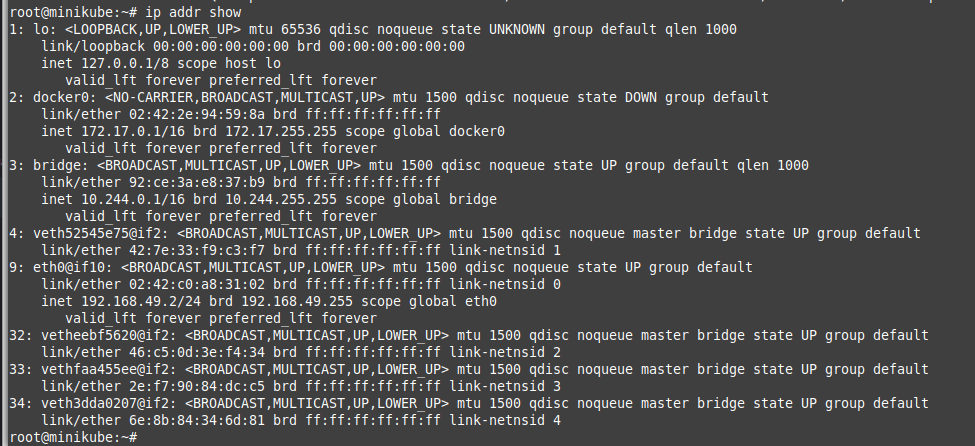 root@minikube:~# ip addr show
1: lo: <LOOPBACK,UP,LOWER_UP> mtu 65536 qdisc noqueue state UNKNOWN group default qlen 1000
    link/loopback 00:00:00:00:00:00 brd 00:00:00:00:00:00
    inet 127.0.0.1/8 scope host lo
       valid_lft forever preferred_lft forever
2: docker0: <NO-CARRIER,BROADCAST,MULTICAST,UP> mtu 1500 qdisc noqueue state DOWN group default
    link/ether 02:42:2e:94:59:8a brd ff:ff:ff:ff:ff:ff
    inet 172.17.0.1/16 brd 172.17.255.255 scope global docker0
       valid_lft forever preferred_lft forever
3: bridge: <BROADCAST,MULTICAST,UP,LOWER_UP> mtu 1500 qdisc noqueue state UP group default qlen 1000
    link/ether 92:ce:3a:e8:37:b9 brd ff:ff:ff:ff:ff:ff
    inet 10.244.0.1/16 brd 10.244.255.255 scope global bridge
       valid_lft forever preferred_lft forever
4: veth52545e75@if2: <BROADCAST,MULTICAST,UP,LOWER_UP> mtu 1500 qdisc noqueue master bridge state UP group default
    link/ether 42:7e:33:f9:c3:f7 brd ff:ff:ff:ff:ff:ff link-netnsid 1
9: eth0@if10: <BROADCAST,MULTICAST,UP,LOWER_UP> mtu 1500 qdisc noqueue state UP group default
    link/ether 02:42:c0:a8:31:02 brd ff:ff:ff:ff:ff:ff link-netnsid 0
    inet 192.168.49.2/24 brd 192.168.49.255 scope global eth0
       valid_lft forever preferred_lft forever
32: vetheebf5620@if2: <BROADCAST,MULTICAST,UP,LOWER_UP> mtu 1500 qdisc noqueue master bridge state UP group default
    link/ether 46:c5:0d:3e:f4:34 brd ff:ff:ff:ff:ff:ff link-netnsid 2
33: vethfaa455ee@if2: <BROADCAST,MULTICAST,UP,LOWER_UP> mtu 1500 qdisc noqueue master bridge state UP group default
    link/ether 2e:f7:90:84:dc:c5 brd ff:ff:ff:ff:ff:ff link-netnsid 3
34: veth3dda0207@if2: <BROADCAST,MULTICAST,UP,LOWER_UP> mtu 1500 qdisc noqueue master bridge state UP group default
    link/ether 6e:8b:84:34:6d:81 brd ff:ff:ff:ff:ff:ff link-netnsid 4
root@minikube:~#